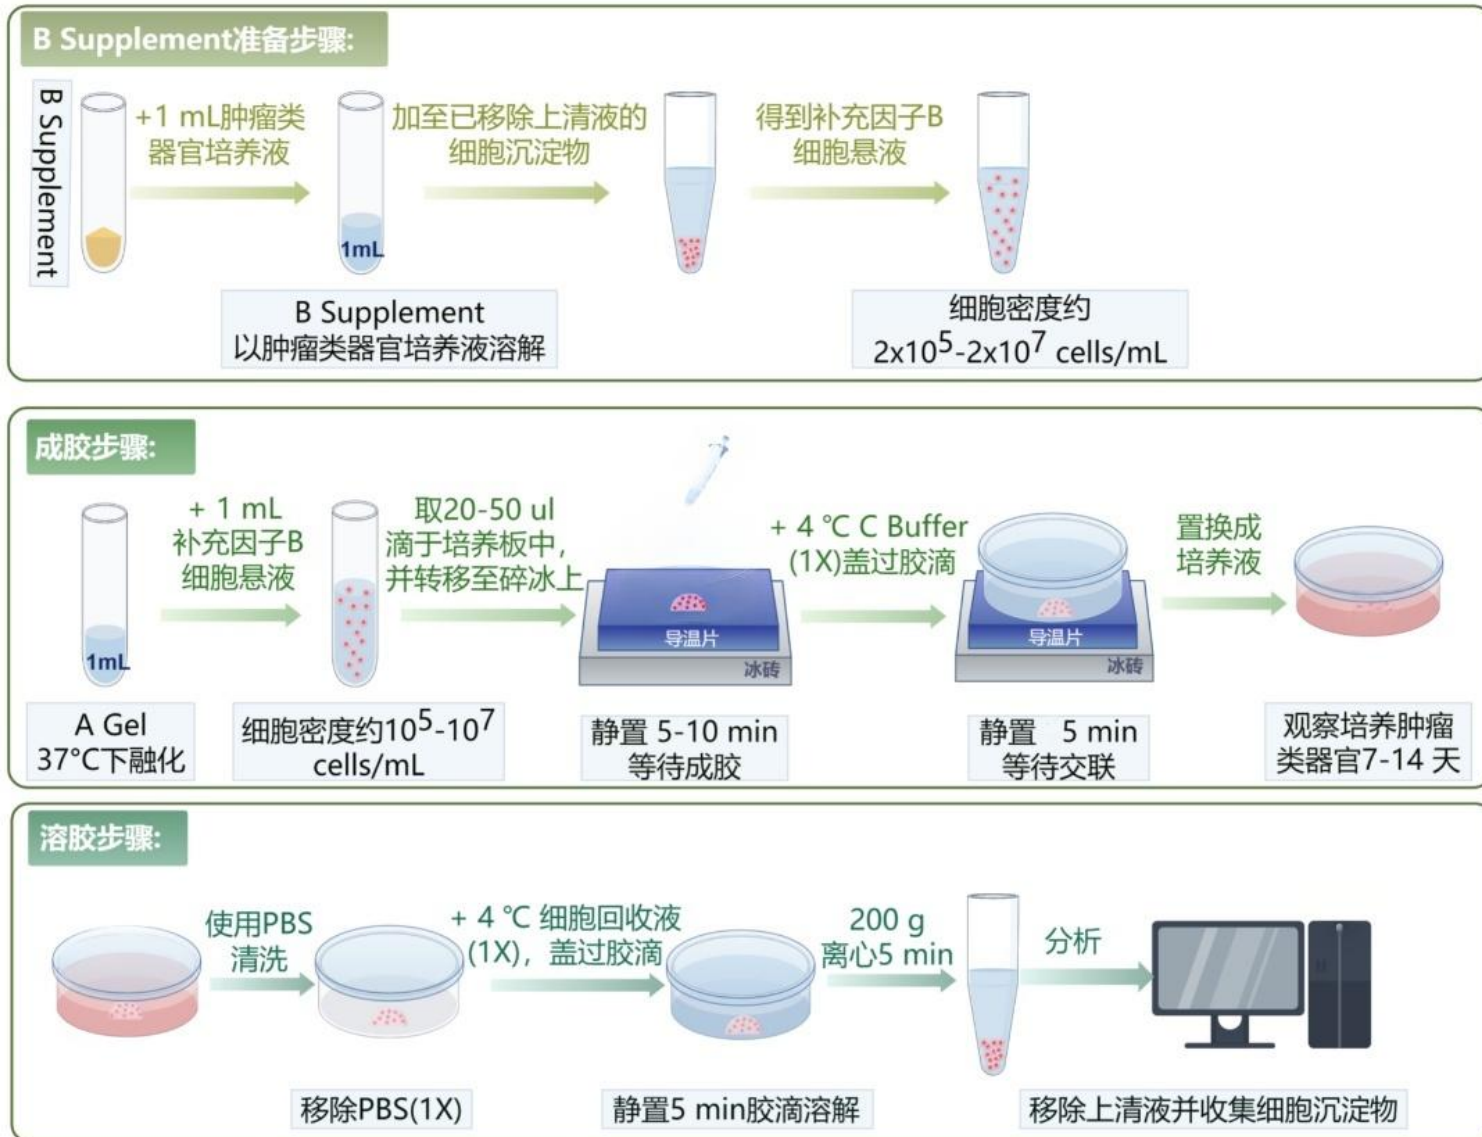 B Supplement准备步骤:
B Supplement
+1 mL肿瘤类
器官培养液
1mL
加至已移除上清液的
细胞沉淀物
得到补充因子B
细胞悬液
B Supplement
以肿瘤类器官培养液溶解
细胞密度约
2x10⁵-2x10⁷ cells/mL
成胶步骤:
1mL
+ 1 mL
补充因子B
细胞悬液
取20-50 ul
滴于培养板中,
并转移至碎冰上
导温片
冰砖
+ 4 ℃ C Buffer
(1X)盖过胶滴
导温片
冰砖
置换成
培养液
A Gel
37°C下融化
细胞密度约10⁵-10⁷
cells/mL
静置 5-10 min
等待成胶
静置 5 min
等待交联
观察培养肿瘤
类器官7-14 天
溶胶步骤:
使用PBS
清洗
+ 4 ℃ 细胞回收液
(1X)，盖过胶滴
200 g
离心5 min
分析
移除PBS(1X)
静置5 min胶滴溶解
移除上清液并收集细胞沉淀物